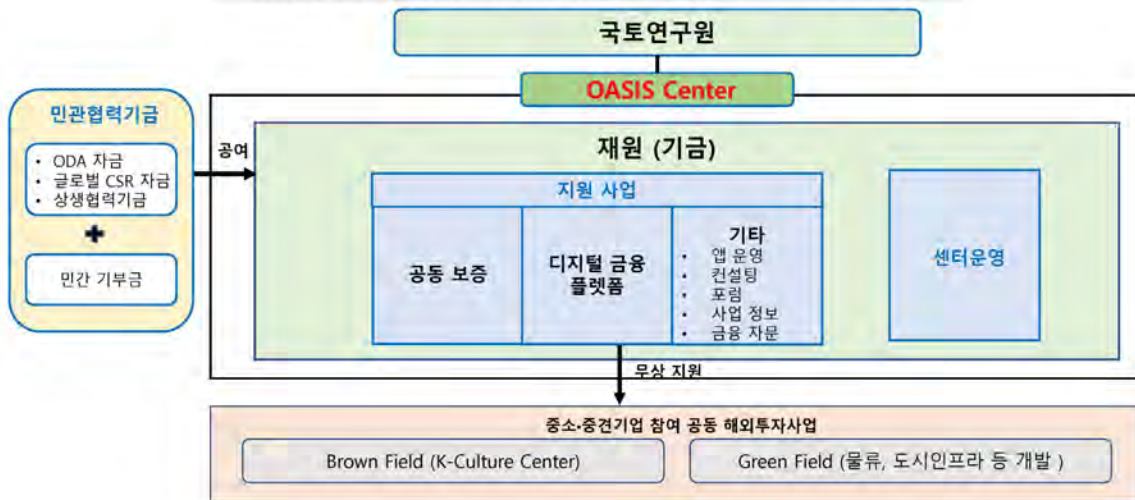 국토연구원
OASIS Center
민관협력기금
• ODA 자금
• 글로벌 CSR 자금
• 상생협력기금
+
민간 기부금
공여
재원 (기금)
지원 사업
공동 보증
디지털 금융
플렛폼
기타
• 앱 운영
• 컨설팅
• 포럼
• 사업 정보
• 금융 자문
센터운영
무상 지원
중소·중견기업 참여 공동 해외투자사업
Brown Field (K-Culture Center)
Green Field (물류, 도시인프라 등 개발 )